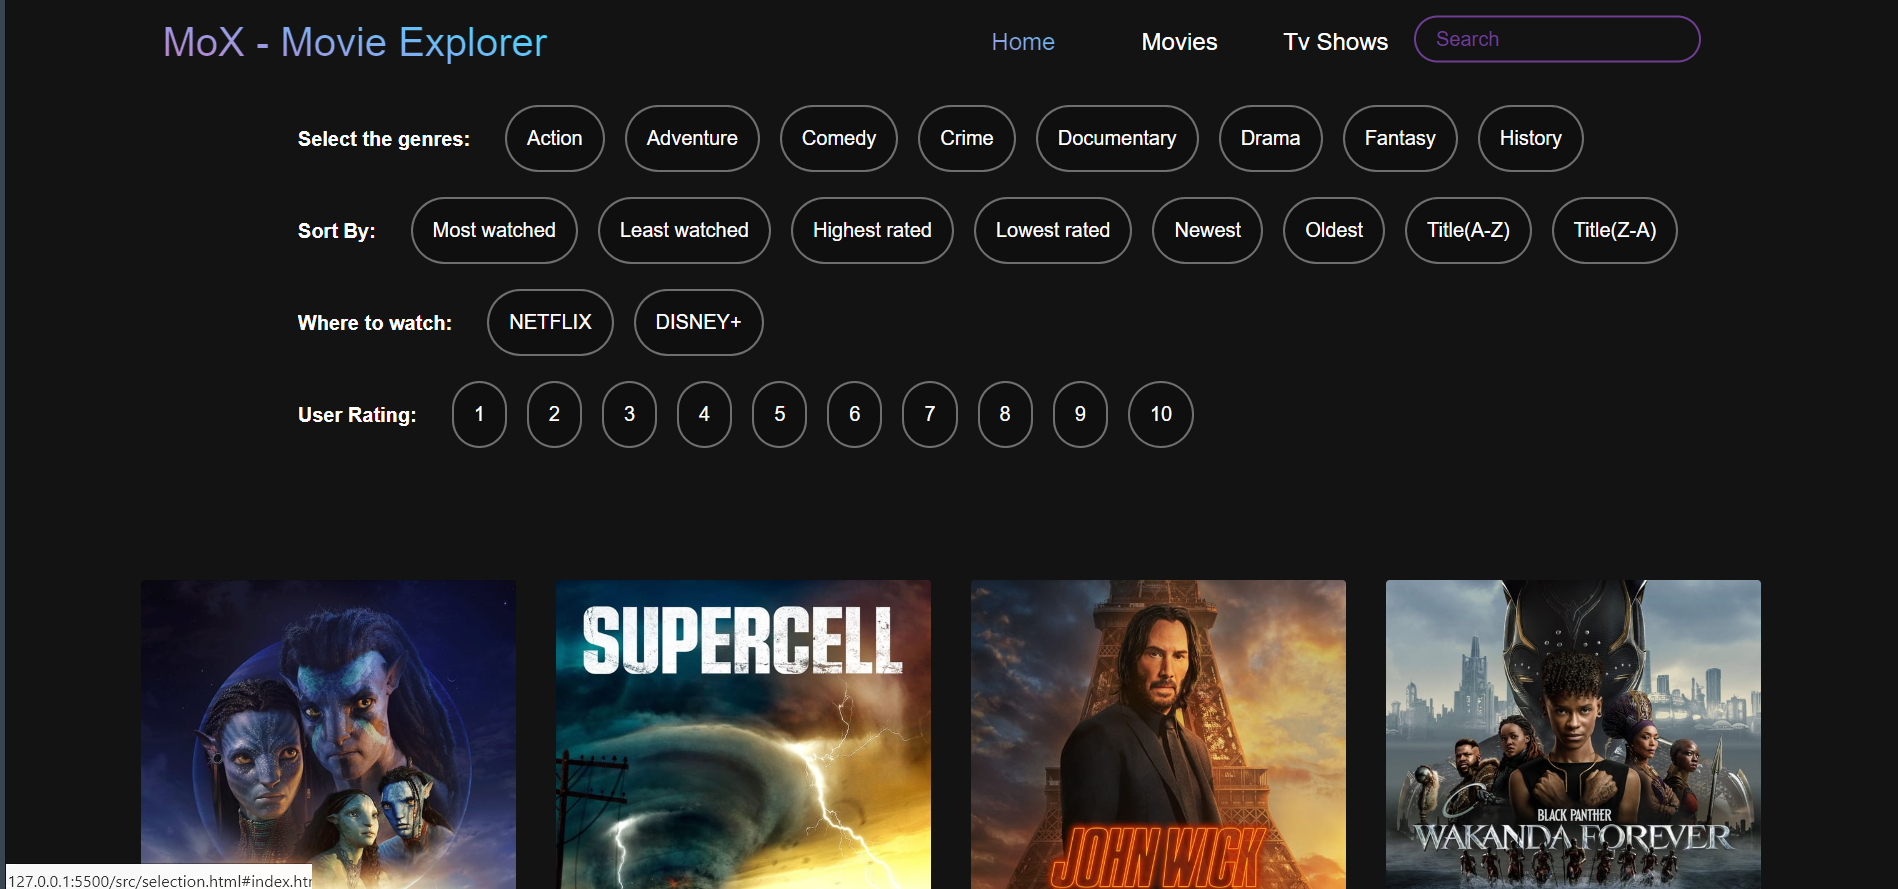 MoX - Movie Explorer Home Movies Tv Shows Search
Select the genres: Action Adventure Comedy Crime Documentary Drama Fantasy History
Sort By: Most watched Least watched Highest rated Lowest rated Newest Oldest Title(A-Z) Title(Z-A)
Where to watch: NETFLIX DISNEY+
User Rating: 1 2 3 4 5 6 7 8 9 10
SUPERCELL
JOHN WICK
BLACK PANTHER
WAKANDA FOREVER
127.0.0.1:5500/src/selection.html#index.htm